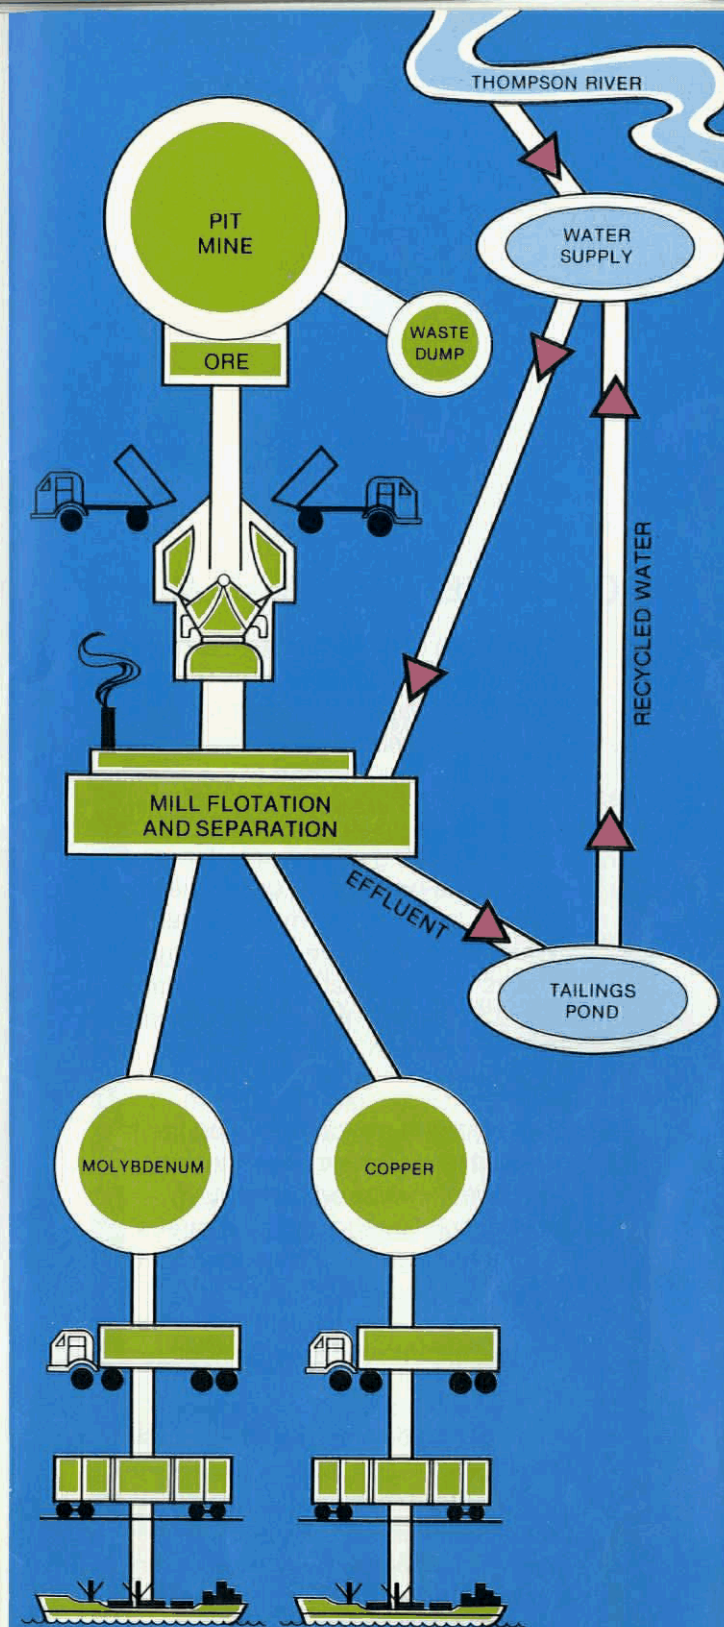 THOMPSON RIVER
PIT
MINE
WATER
SUPPLY
WASTE
DUMP
ORE
RECYCLED WATER
MILL FLOTATION
AND SEPARATION
EFFLUENT
TAILINGS
POND
MOLYBDENUM
COPPER